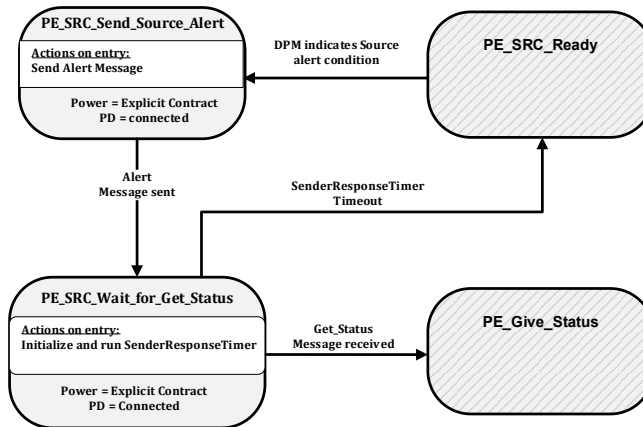 PE_SRC_Send_Source_Alert
Actions on entry:
Send Alert Message
Power = Explicit Contract
PD = connected
DPM indicates Source
alert condition
PE_SRC_Ready
Alert
Message sent
SenderResponseTimer
Timeout
PE_SRC_Wait_for_Get_Status
Actions on entry:
Initialize and run SenderResponseTimer
Power = Explicit Contract
PD = Connected
Get_Status
Message received
PE_Give_Status